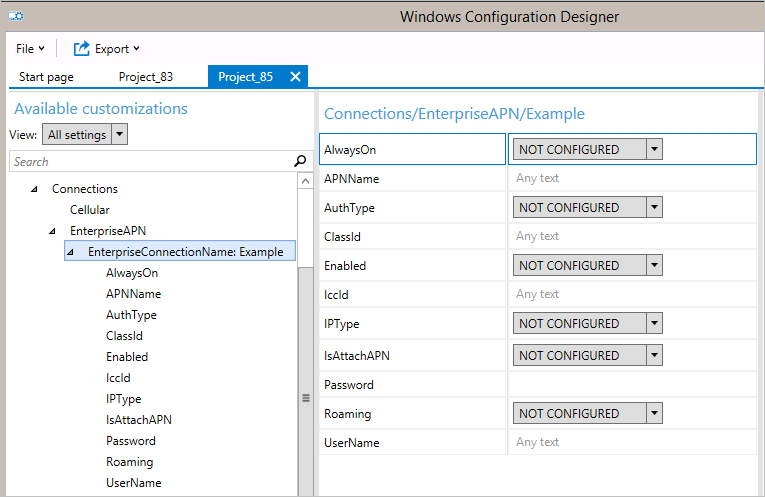 Windows Configuration Designer
File Export
Start page Project_83 Project_85
Available customizations
View: All settings
Search
Connections
Cellular
EnterpriseAPN
EnterpriseConnectionName: Example
AlwaysOn
APNName
AuthType
ClassId
Enabled
IccId
IPType
IsAttachAPN
Password
Roaming
UserName
Connections/EnterpriseAPN/Example
AlwaysOn NOT CONFIGURED
APNName Any text
AuthType NOT CONFIGURED
ClassId Any text
Enabled NOT CONFIGURED
IccId Any text
IPType NOT CONFIGURED
IsAttachAPN NOT CONFIGURED
Password
Roaming NOT CONFIGURED
UserName Any text